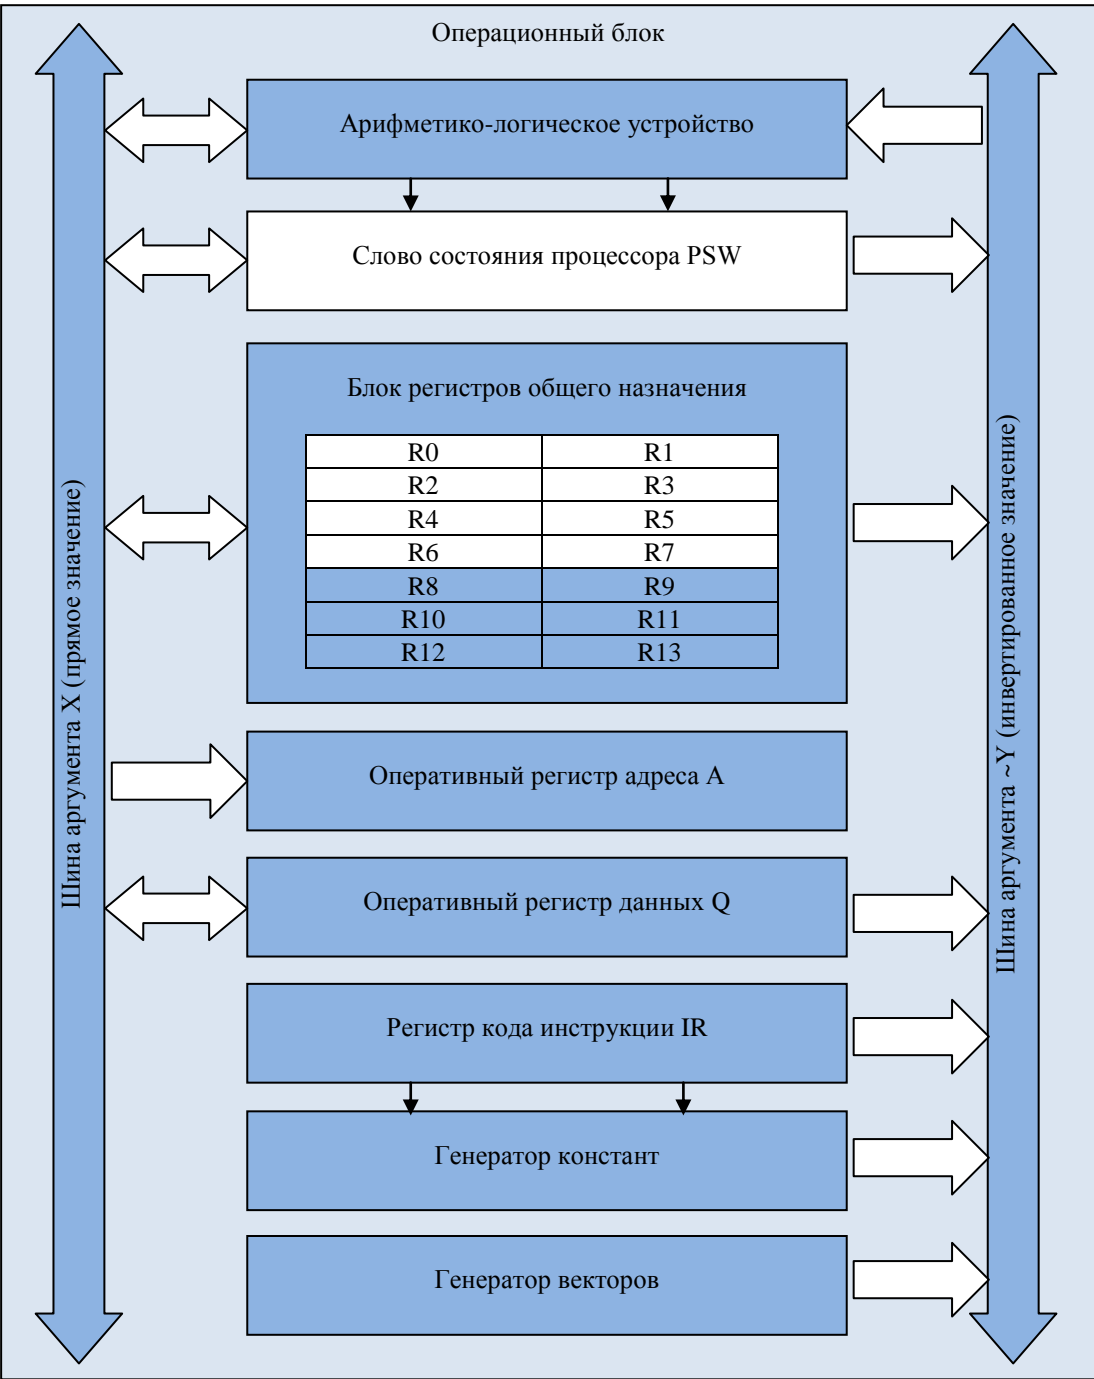 Операционный блок
Арифметико-логическое устройство
Слово состояния процессора PSW
Блок регистров общего назначения
R0 R1
R2 R3
R4 R5
R6 R7
R8 R9
R10 R11
R12 R13
Оперативный регистр адреса A
Оперативный регистр данных Q
Регистр кода инструкции IR
Генератор констант
Генератор векторов
Шина аргумента X (прямое значение)
Шина аргумента ~Y (инвертированное значение)